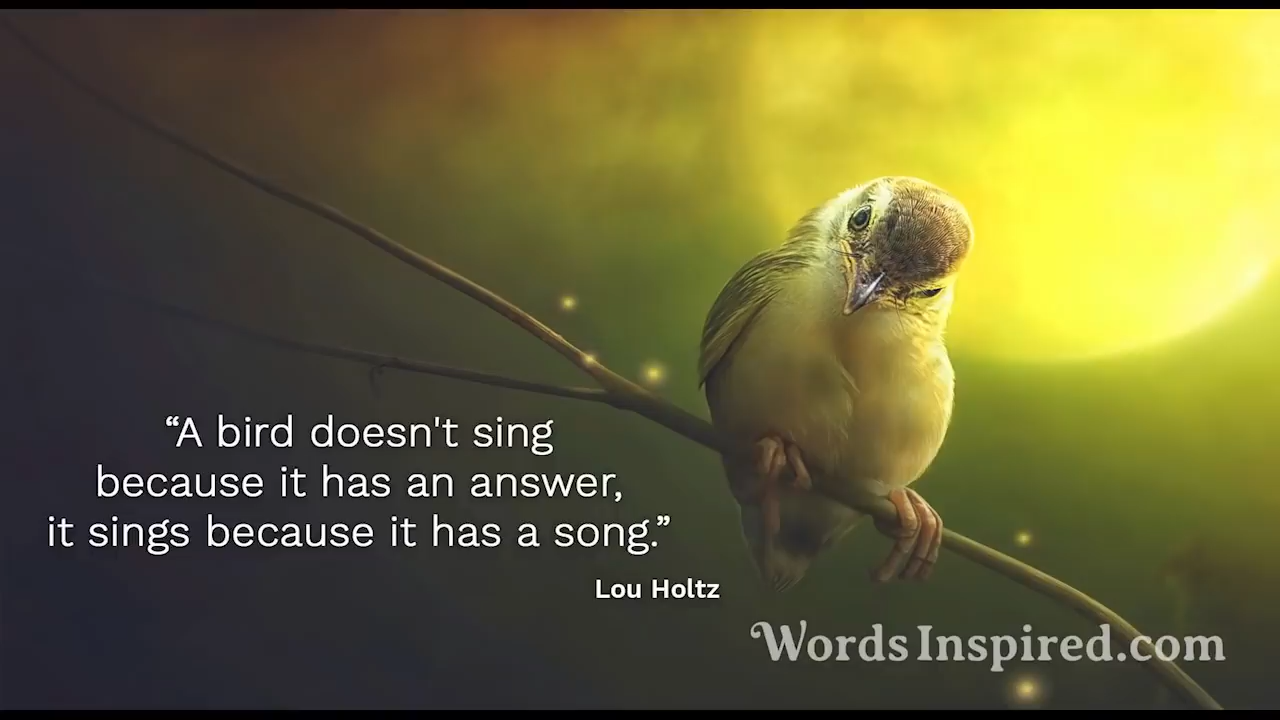 “A bird doesn't sing
because it has an answer,
it sings because it has a song.”
Lou Holtz
WordsInspired.com